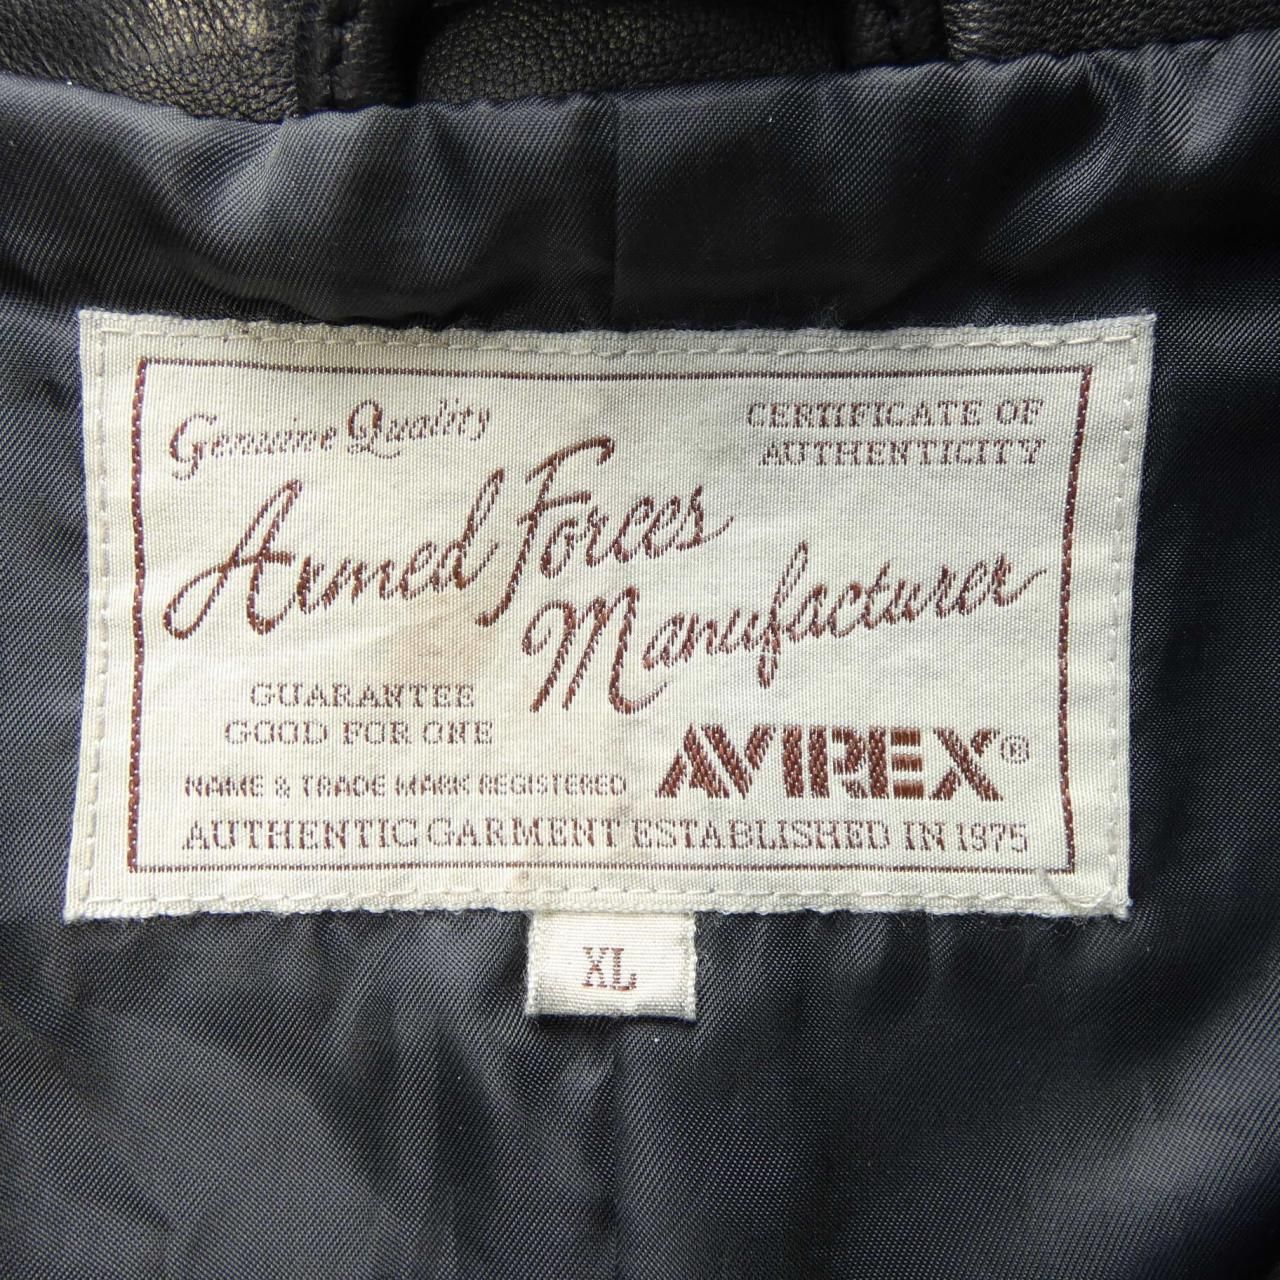 Genuine Quality
CERTIFICATE OF
AUTHENTICITY
Armed Forces
Manufacturer
GUARANTEE
GOOD FOR ONE
NAME & TRADE MARK REGISTERED
AVIREX®
AUTHENTIC GARMENT ESTABLISHED IN 1975
XL